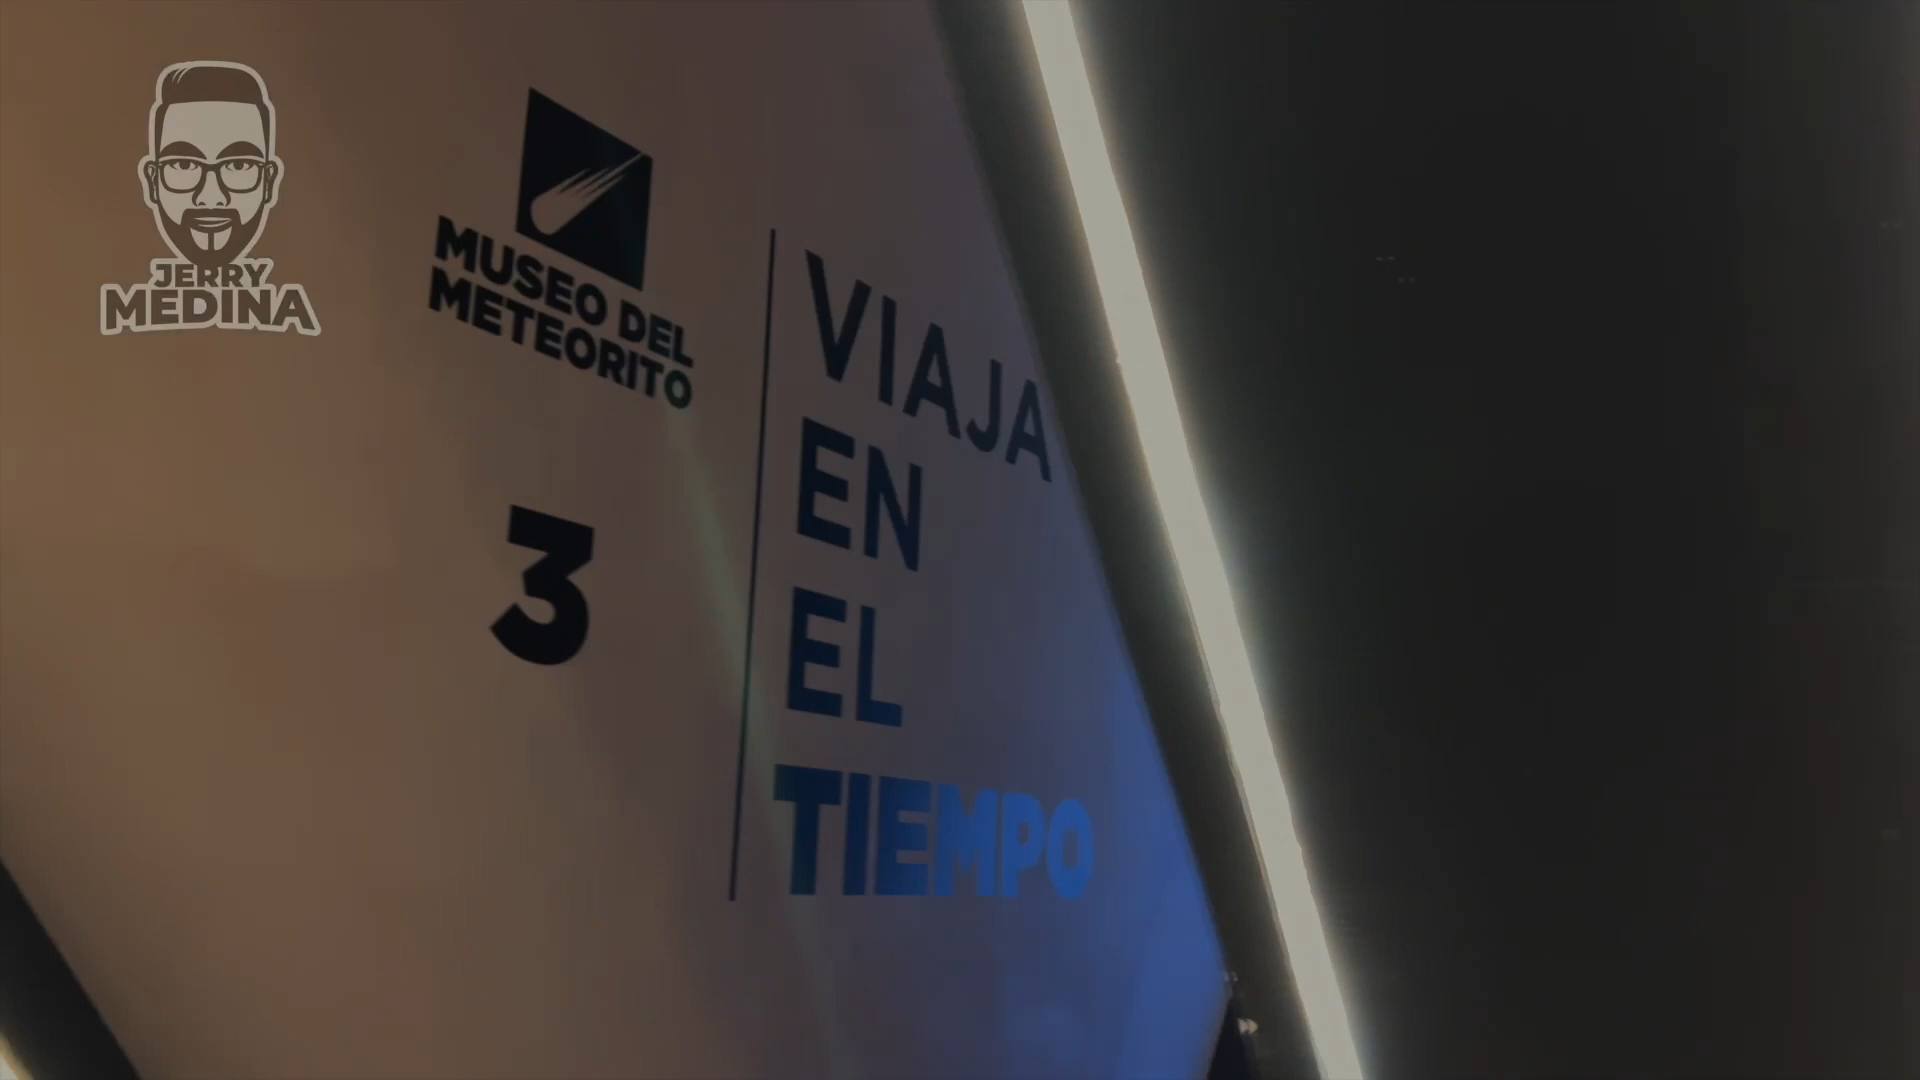 JERRY
MEDINA
MUSEO DEL
METEORITO
3
VIAJA
EN
EL
TIEMPO